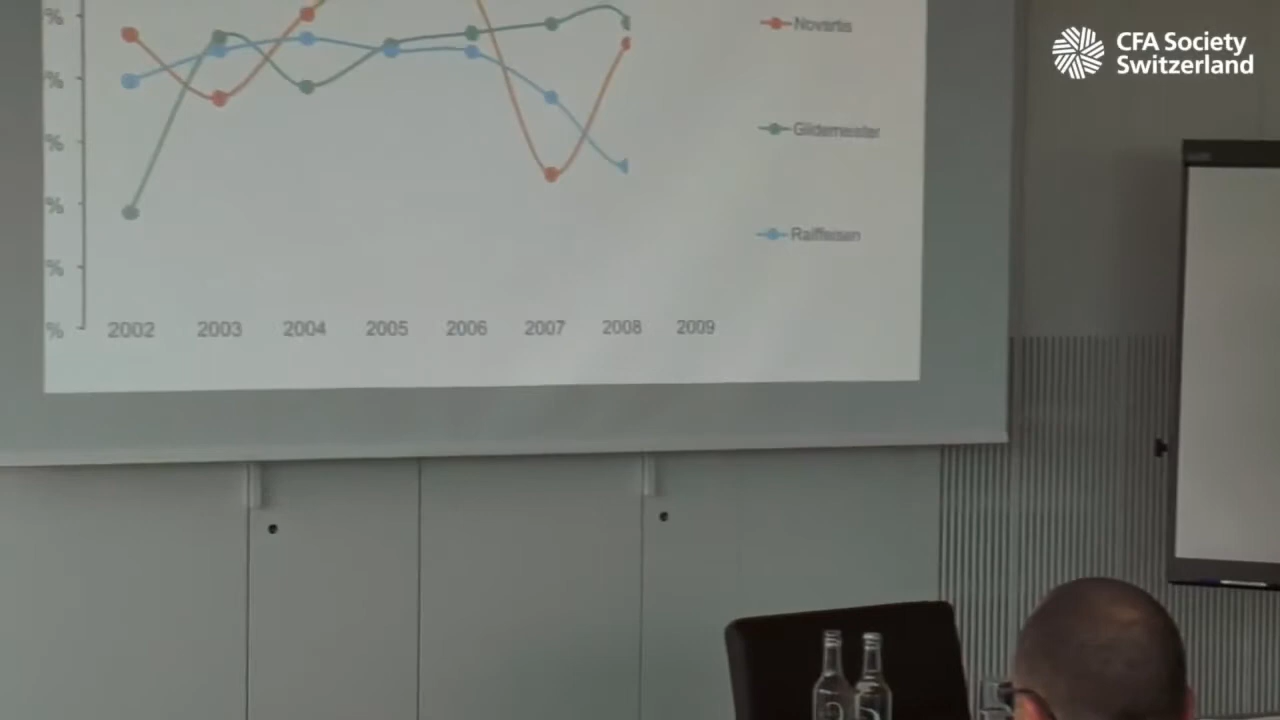 CFA Society
Switzerland
%
%
%
%
%
%
Novartis
Gildemeister
Raiffeisen
2002 2003 2004 2005 2006 2007 2008 2009